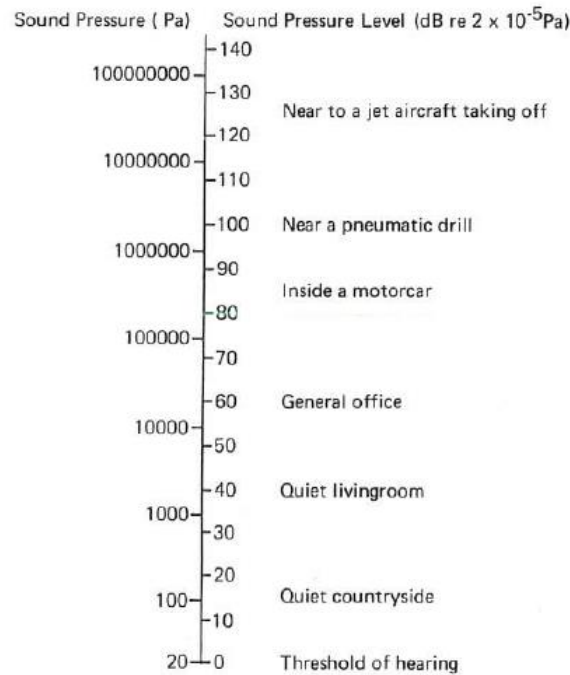 Sound Pressure ( Pa) Sound Pressure Level (dB re 2 x 10⁻⁵Pa)
140
100000000
130
Near to a jet aircraft taking off
120
10000000
110
100 Near a pneumatic drill
1000000
90
Inside a motorcar
80
100000
70
60 General office
10000
50
40 Quiet livingroom
1000
30
20
100 Quiet countryside
10
20 0 Threshold of hearing